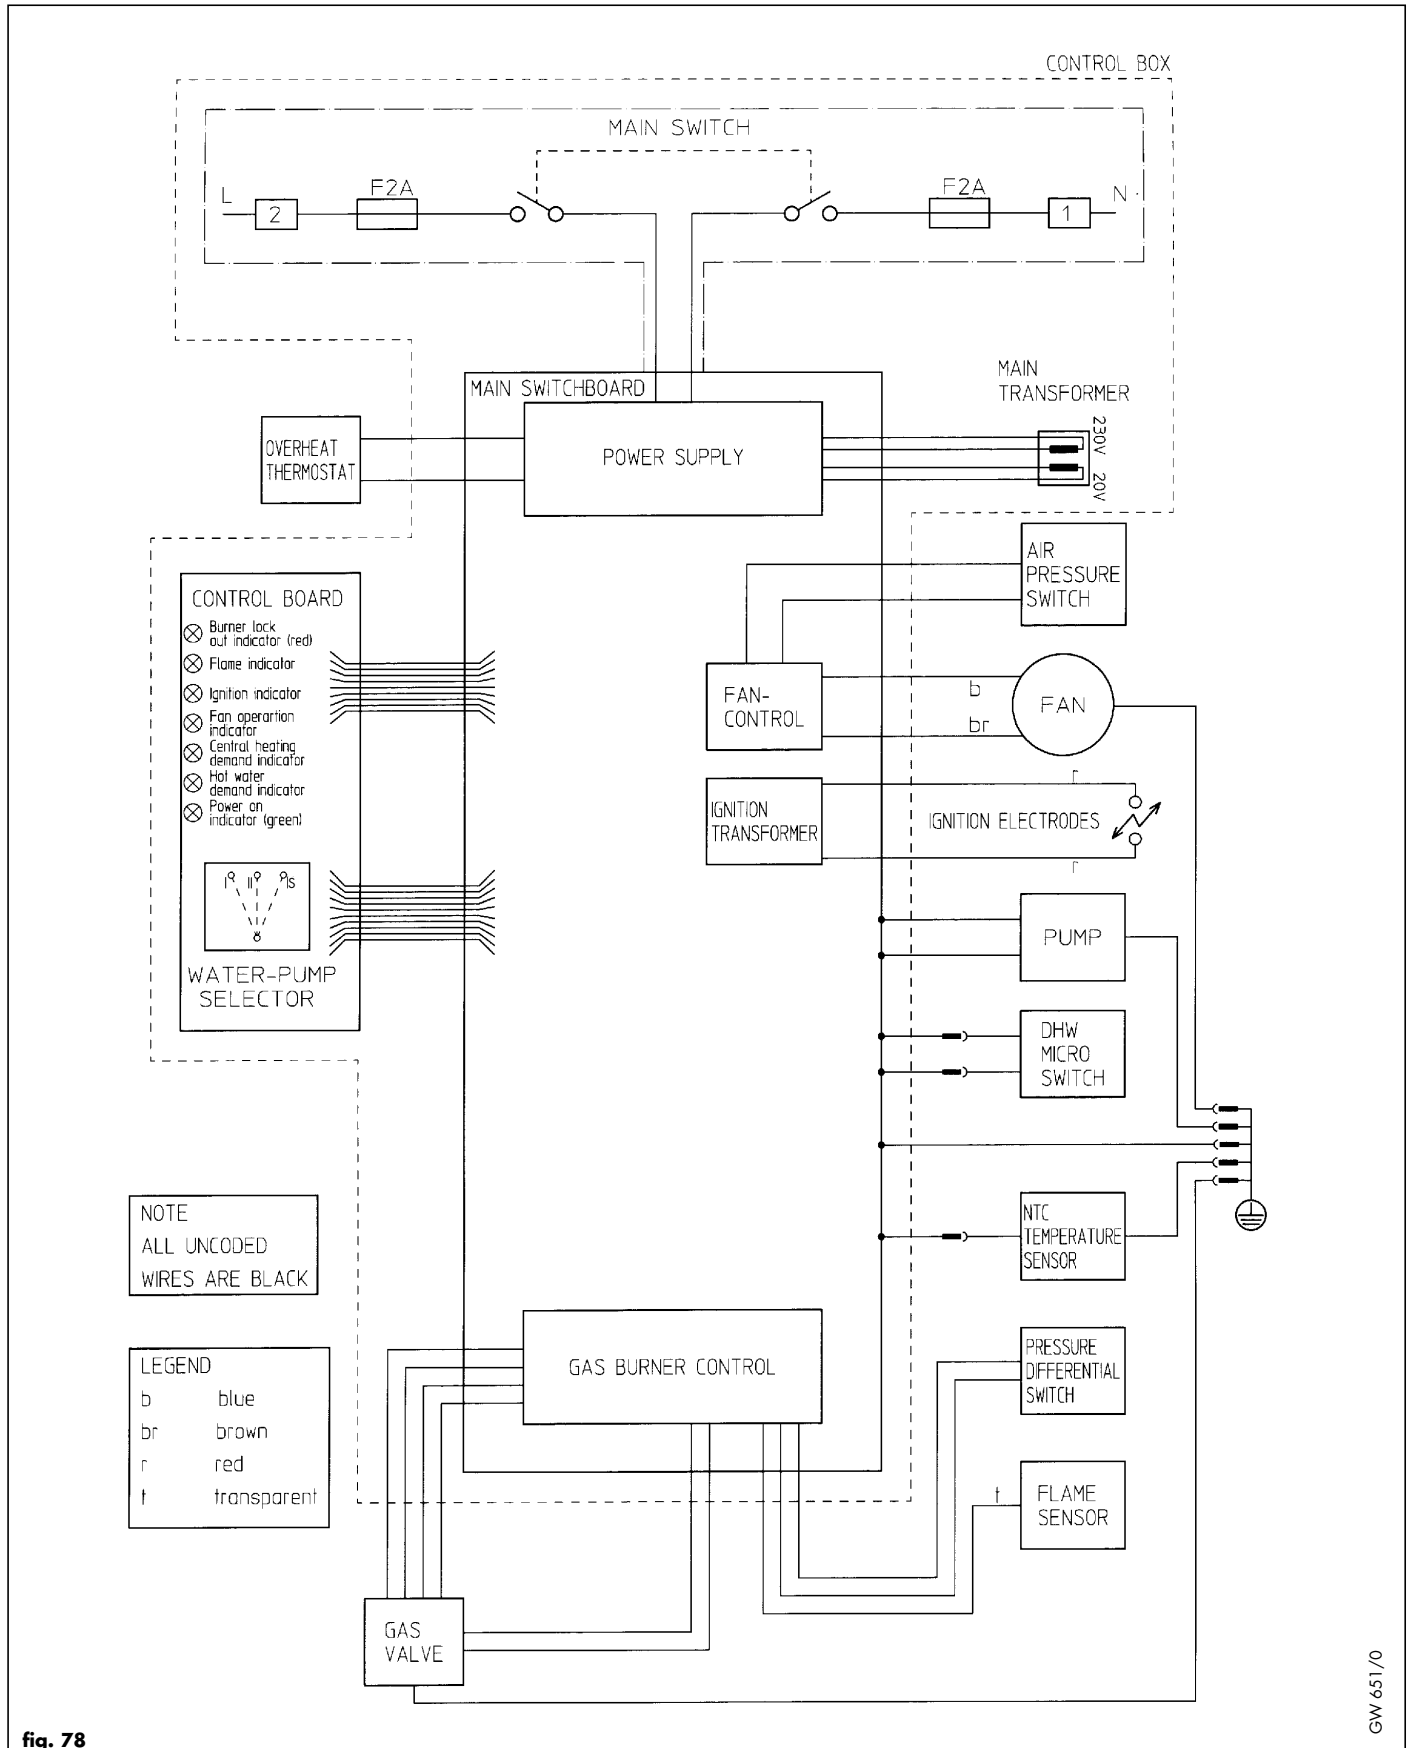 CONTROL BOX
MAIN SWITCH
L
2
F2A
F2A
1
N
MAIN SWITCHBOARD
MAIN
TRANSFORMER
230V
20V
OVERHEAT
THERMOSTAT
POWER SUPPLY
AIR
PRESSURE
SWITCH
CONTROL BOARD
Burner lock
out indicator (red)
Flame indicator
Ignition indicator
Fan operartion
indicator
Central heating
demand indicator
Hot water
demand indicator
Power on
indicator (green)
FAN-
CONTROL
b
br
FAN
IGNITION
TRANSFORMER
r
IGNITION ELECTRODES
r
I II IS
WATER-PUMP
SELECTOR
PUMP
DHW
MICRO
SWITCH
NOTE
ALL UNCODED
WIRES ARE BLACK
NTC
TEMPERATURE
SENSOR
GAS BURNER CONTROL
PRESSURE
DIFFERENTIAL
SWITCH
LEGEND
b blue
br brown
r red
t transparent
t
FLAME
SENSOR
GAS
VALVE
GW 651/0
fig. 78